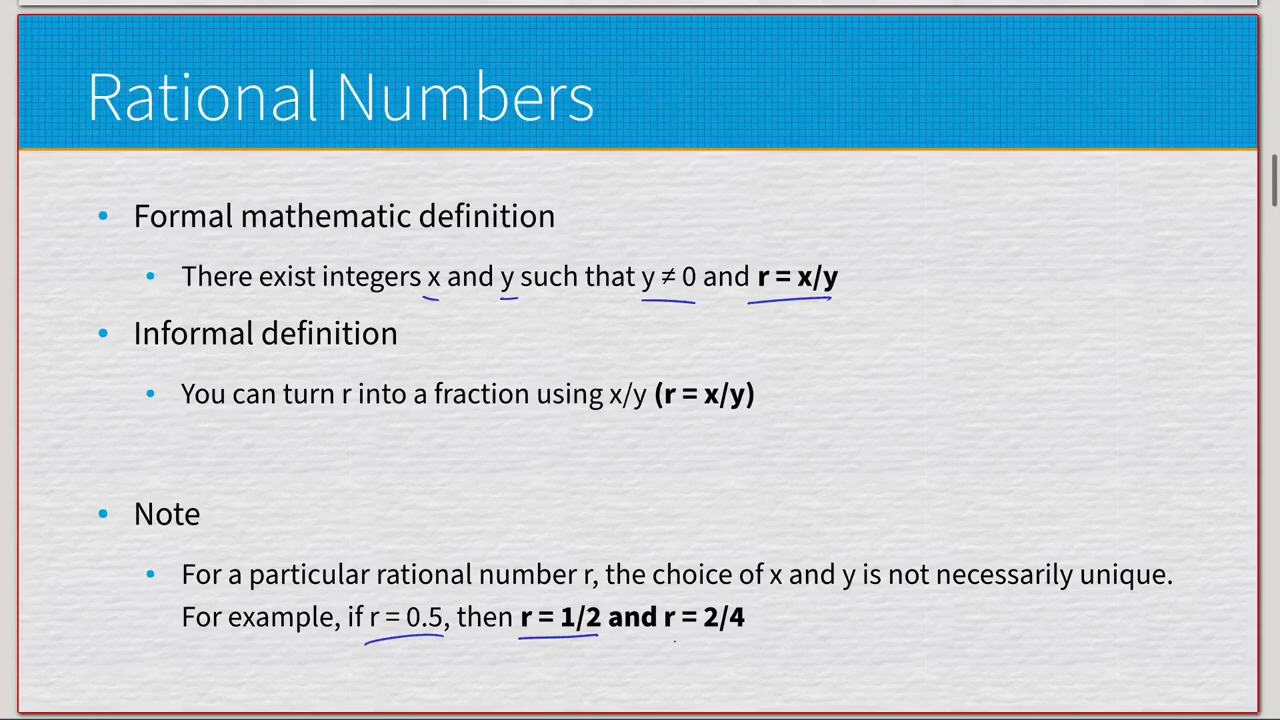 Rational Numbers
• Formal mathematic definition
• There exist integers x and y such that y ≠ 0 and r = x/y
• Informal definition
• You can turn r into a fraction using x/y (r = x/y)
• Note
• For a particular rational number r, the choice of x and y is not necessarily unique.
For example, if r = 0.5, then r = 1/2 and r = 2/4